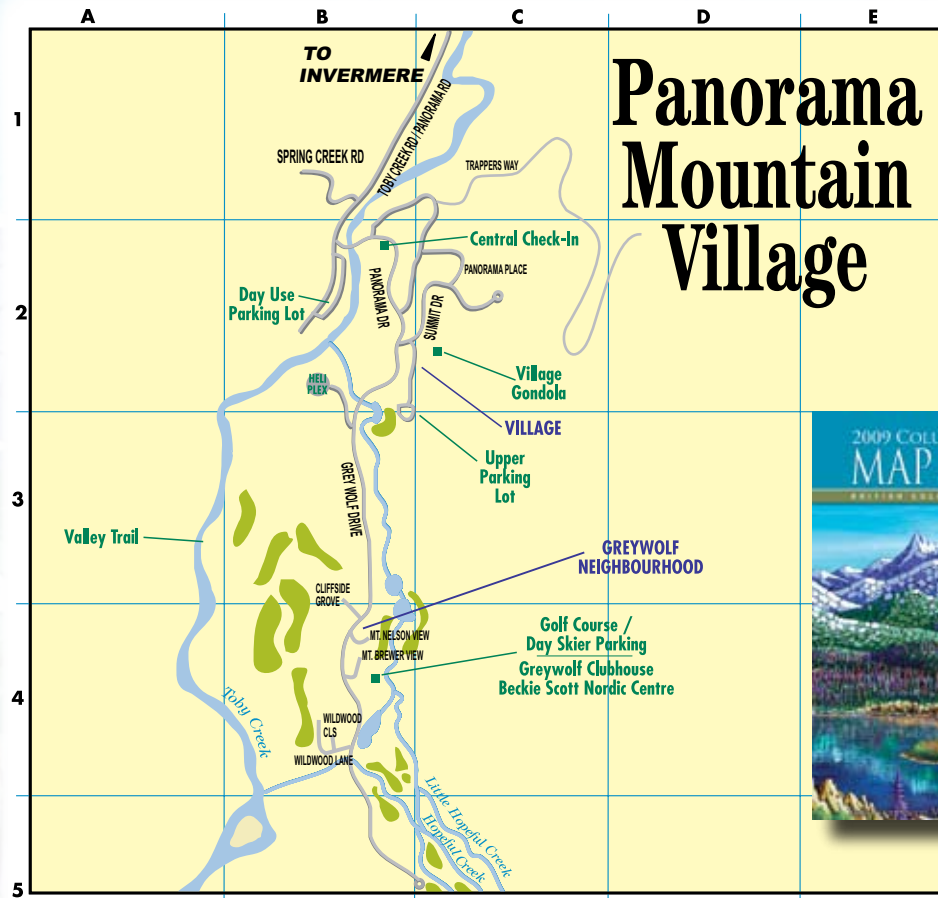 A B C D E
TO
INVERMERE
Panorama
Mountain
Village
1
TOBY CREEK RD / PANORAMA RD
SPRING CREEK RD
TRAPPERS WAY
Central Check-In
PANORAMA PLACE
PANORAMA DR
SUMMIT DR
Day Use
Parking Lot
2
HELI
PLEX
Village
Gondola
VILLAGE
Upper
Parking
Lot
2009
MAP
GREY WOLF DRIVE
3
Valley Trail
GREYWOLF
NEIGHBOURHOOD
CLIFFSIDE
GROVE
Golf Course /
Day Skier Parking
Greywolf Clubhouse
Beckie Scott Nordic Centre
MT. NELSON VIEW
MT. BREWER VIEW
4
Toby Creek
WILDWOOD
CLS
WILDWOOD LANE
Little Hopeful Creek
Hopeful Creek
5